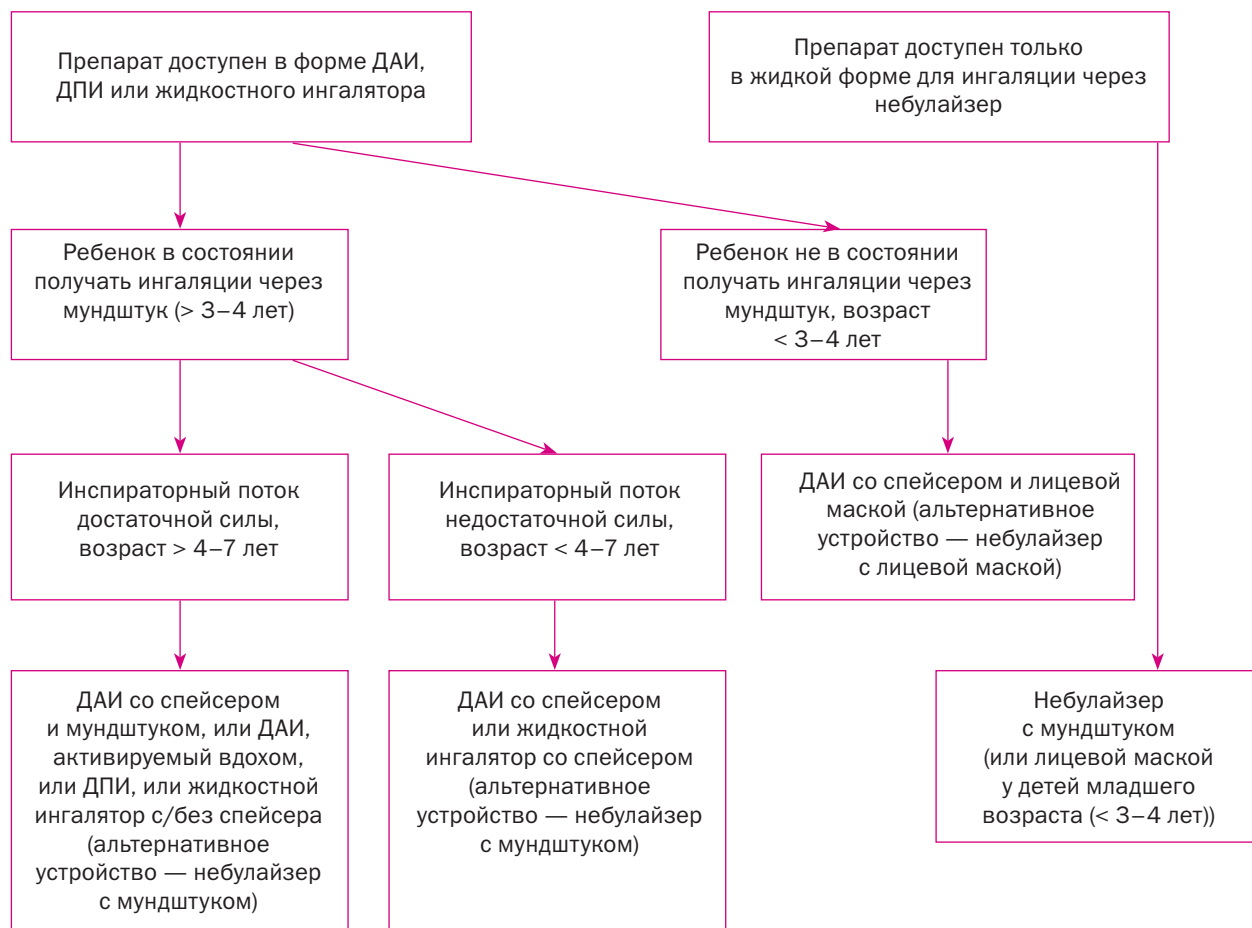 Препарат доступен в форме ДАИ,
ДПИ или жидкостного ингалятора
Препарат доступен только
в жидкой форме для ингаляции через
небулайзер
Ребенок в состоянии
получать ингаляции через
мундштук (> 3–4 лет)
Ребенок не в состоянии
получать ингаляции через
мундштук, возраст
< 3–4 лет
Инспираторный поток
достаточной силы,
возраст > 4–7 лет
Инспираторный поток
недостаточной силы,
возраст < 4–7 лет
ДАИ со спейсером и лицевой
маской (альтернативное
устройство — небулайзер
с лицевой маской)
ДАИ со спейсером
и мундштуком, или ДАИ,
активируемый вдохом,
или ДПИ, или жидкостной
ингалятор с/без спейсера
(альтернативное
устройство — небулайзер
с мундштуком)
ДАИ со спейсером
или жидкостной
ингалятор со спейсером
(альтернативное
устройство — небулайзер
с мундштуком)
Небулайзер
с мундштуком
(или лицевой маской
у детей младшего
возраста (< 3–4 лет))